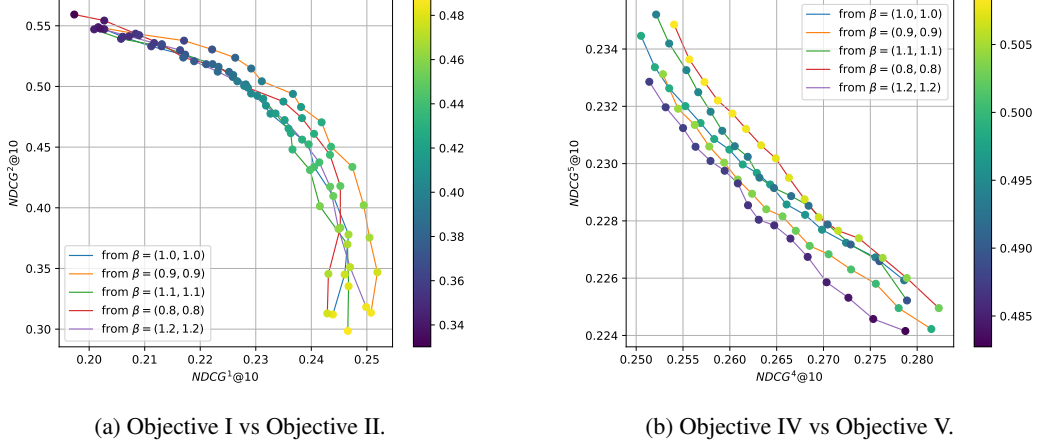 0.55
0.50
0.45
0.40
0.35
0.30
NDCG²@10
0.20
0.21
0.22
0.23
0.24
0.25
NDCG¹@10
from β = (1.0, 1.0)
from β = (0.9, 0.9)
from β = (1.1, 1.1)
from β = (0.8, 0.8)
from β = (1.2, 1.2)
0.48
0.46
0.44
0.42
0.40
0.38
0.36
0.34
0.234
0.232
0.230
0.228
0.226
0.224
NDCG⁵@10
0.250
0.255
0.260
0.265
0.270
0.275
0.280
NDCG⁴@10
from β = (1.0, 1.0)
from β = (0.9, 0.9)
from β = (1.1, 1.1)
from β = (0.8, 0.8)
from β = (1.2, 1.2)
0.505
0.500
0.495
0.490
0.485
(a) Objective I vs Objective II.
(b) Objective IV vs Objective V.